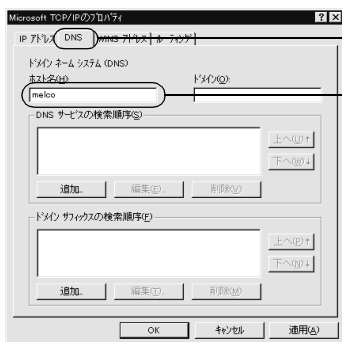 Microsoft TCP/IPのプロパティ
IP アドレス DNS WINS アドレス ルーティング
ドメイン ネーム システム (DNS)
ホスト名(H): ドメイン(O):
melco
DNS サービスの検索順序(S)
上へ(U)↑
下へ(W)↓
追加... 編集(E)... 削除(V)
ドメイン サフィックスの検索順序(F)
上へ(P)↑
下へ(N)↓
追加... 編集(T)... 削除(M)
OK キャンセル 適用(A)